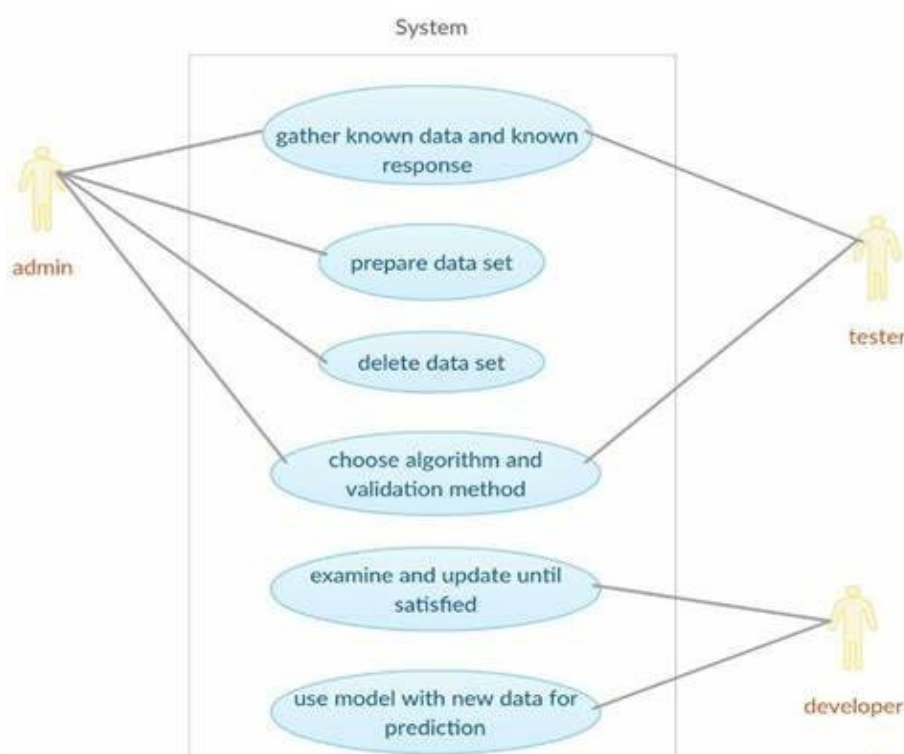 System
gather known data and known
response
admin
prepare data set
tester
delete data set
choose algorithm and
validation method
examine and update until
satisfied
developer
use model with new data for
prediction